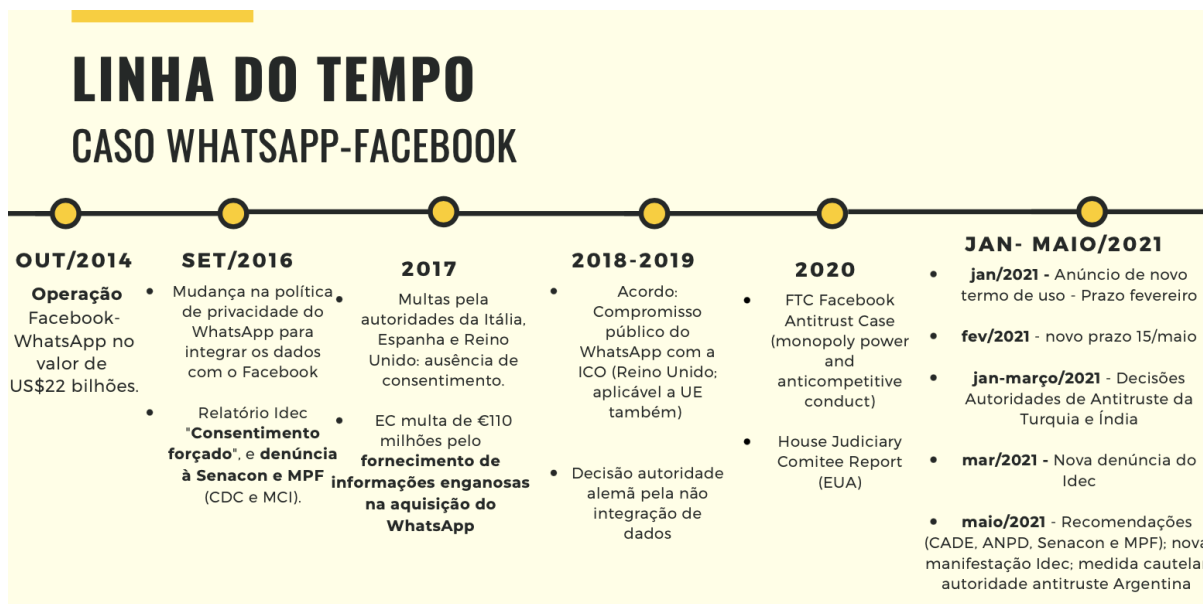 LINHA DO TEMPO
CASO WHATSAPP-FACEBOOK
OUT/2014
Operação
Facebook-
WhatsApp no
valor de
US$22 bilhões.
SET/2016
• Mudança na política
de privacidade do
WhatsApp para
integrar os dados
com o Facebook
• Relatório Idec
"Consentimento
forçado", e denúncia
à Senacon e MPF
(CDC e MCI).
2017
• Multas pela
autoridades da Itália,
Espanha e Reino
Unido: ausência de
consentimento.
• EC multa de €110
milhões pelo
fornecimento de
informações enganosas
na aquisição do
WhatsApp
2018-2019
• Acordo:
Compromisso
público do
WhatsApp com a
ICO (Reino Unido;
aplicável a UE
também)
• Decisão autoridade
alemã pela não
integração de
dados
2020
• FTC Facebook
Antitrust Case
(monopoly power
and
anticompetitive
conduct)
• House Judiciary
Comitee Report
(EUA)
JAN- MAIO/2021
• jan/2021 - Anúncio de novo
termo de uso - Prazo fevereiro
• fev/2021 - novo prazo 15/maio
• jan-março/2021 - Decisões
Autoridades de Antitruste da
Turquia e Índia
• mar/2021 - Nova denúncia do
Idec
• maio/2021 - Recomendações
(CADE, ANPD, Senacon e MPF); nova
manifestação Idec; medida cautela
autoridade antitruste Argentina